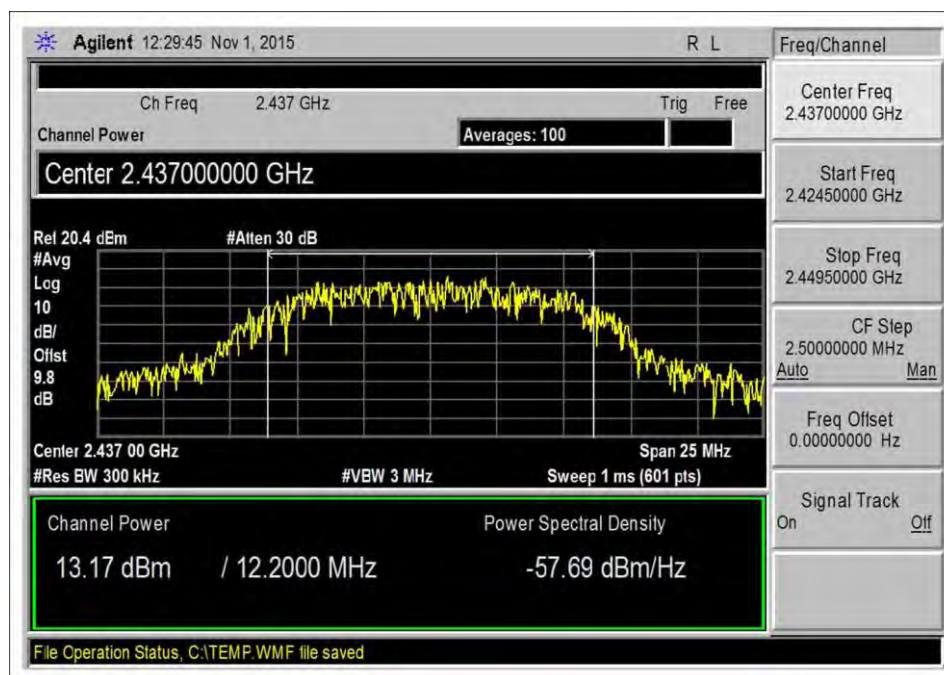 Agilent 12:29:45 Nov 1, 2015 R L
Freq/Channel
Ch Freq 2.437 GHz Trig Free
Channel Power Averages: 100
Center 2.437000000 GHz
Ref 20.4 dBm #Atten 30 dB
#Avg
Log
10
dB/
Offst
9.8
dB
Center 2.437 00 GHz Span 25 MHz
#Res BW 300 kHz #VBW 3 MHz Sweep 1 ms (601 pts)
Channel Power Power Spectral Density
13.17 dBm / 12.2000 MHz -57.69 dBm/Hz
File Operation Status, C:\TEMP.WMF file saved
Center Freq
2.43700000 GHz
Start Freq
2.42450000 GHz
Stop Freq
2.44950000 GHz
CF Step
2.50000000 MHz
Auto Man
Freq Offset
0.00000000 Hz
Signal Track
On Off